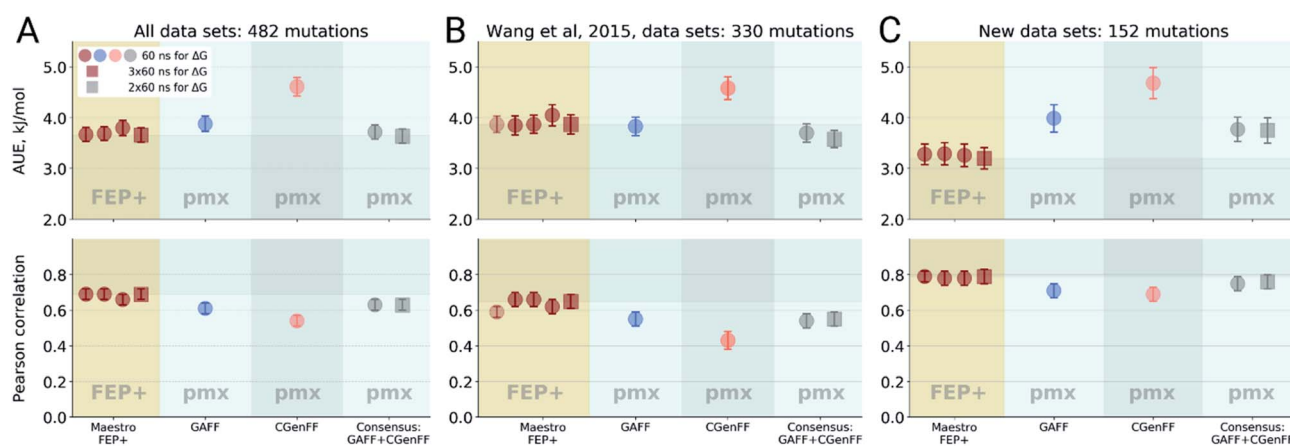 A
All data sets: 482 mutations
AUE, kJ/mol
5.0
4.0
3.0
2.0
60 ns for ΔG
3x60 ns for ΔG
2x60 ns for ΔG
FEP+
pmx
pmx
pmx
Pearson correlation
0.8
0.6
0.4
0.2
0.0
FEP+
pmx
pmx
pmx
Maestro
FEP+
GAFF
CGenFF
Consensus:
GAFF+CGenFF
B
Wang et al, 2015, data sets: 330 mutations
5.0
4.0
3.0
2.0
FEP+
pmx
pmx
pmx
0.8
0.6
0.4
0.2
0.0
FEP+
pmx
pmx
pmx
Maestro
FEP+
GAFF
CGenFF
Consensus:
GAFF+CGenFF
C
New data sets: 152 mutations
5.0
4.0
3.0
2.0
FEP+
pmx
pmx
pmx
0.8
0.6
0.4
0.2
0.0
FEP+
pmx
pmx
pmx
Maestro
FEP+
GAFF
CGenFF
Consensus:
GAFF+CGenFF